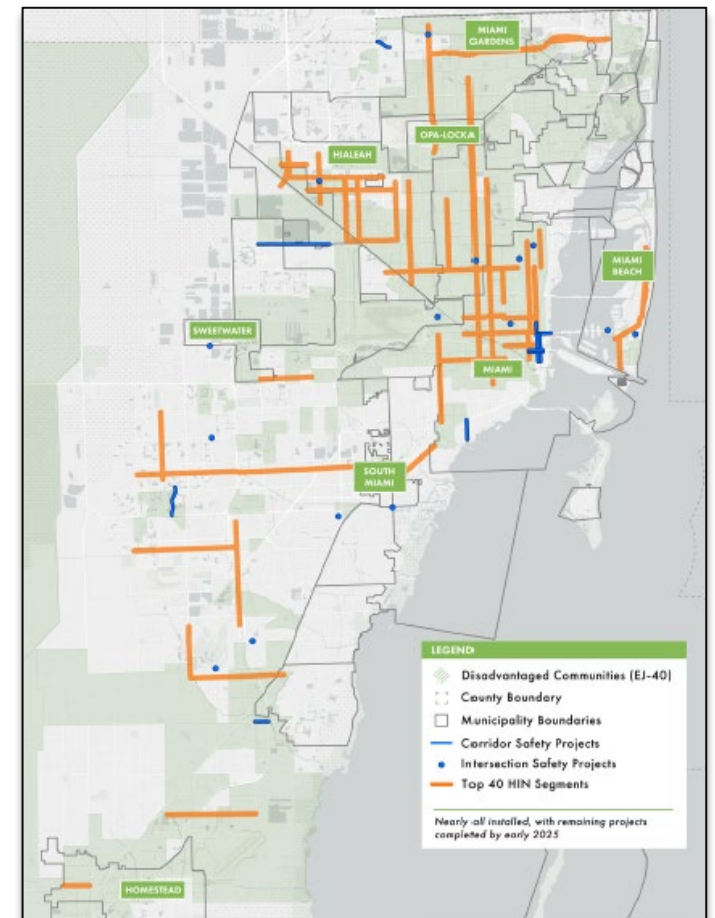 MIAMI
GARDENS
OPA-LOCKA
HIALEAH
MIAMI
BEACH
SWEETWATER
MIAMI
SOUTH
MIAMI
LEGEND
Disadvantaged Communities (EJ-40)
County Boundary
Municipality Boundaries
Corridor Safety Projects
Intersection Safety Projects
Top 40 HIN Segments
Nearly all installed, with remaining projects
completed by early 2025
HOMESTEAD